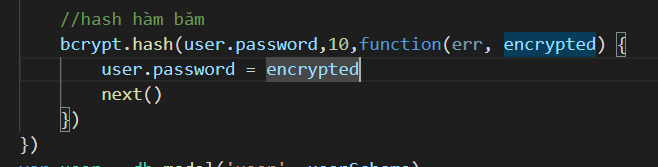 //hash hàm băm
bcrypt.hash(user.password,10,function(err, encrypted) {
user.password = encrypted
next()
})
})